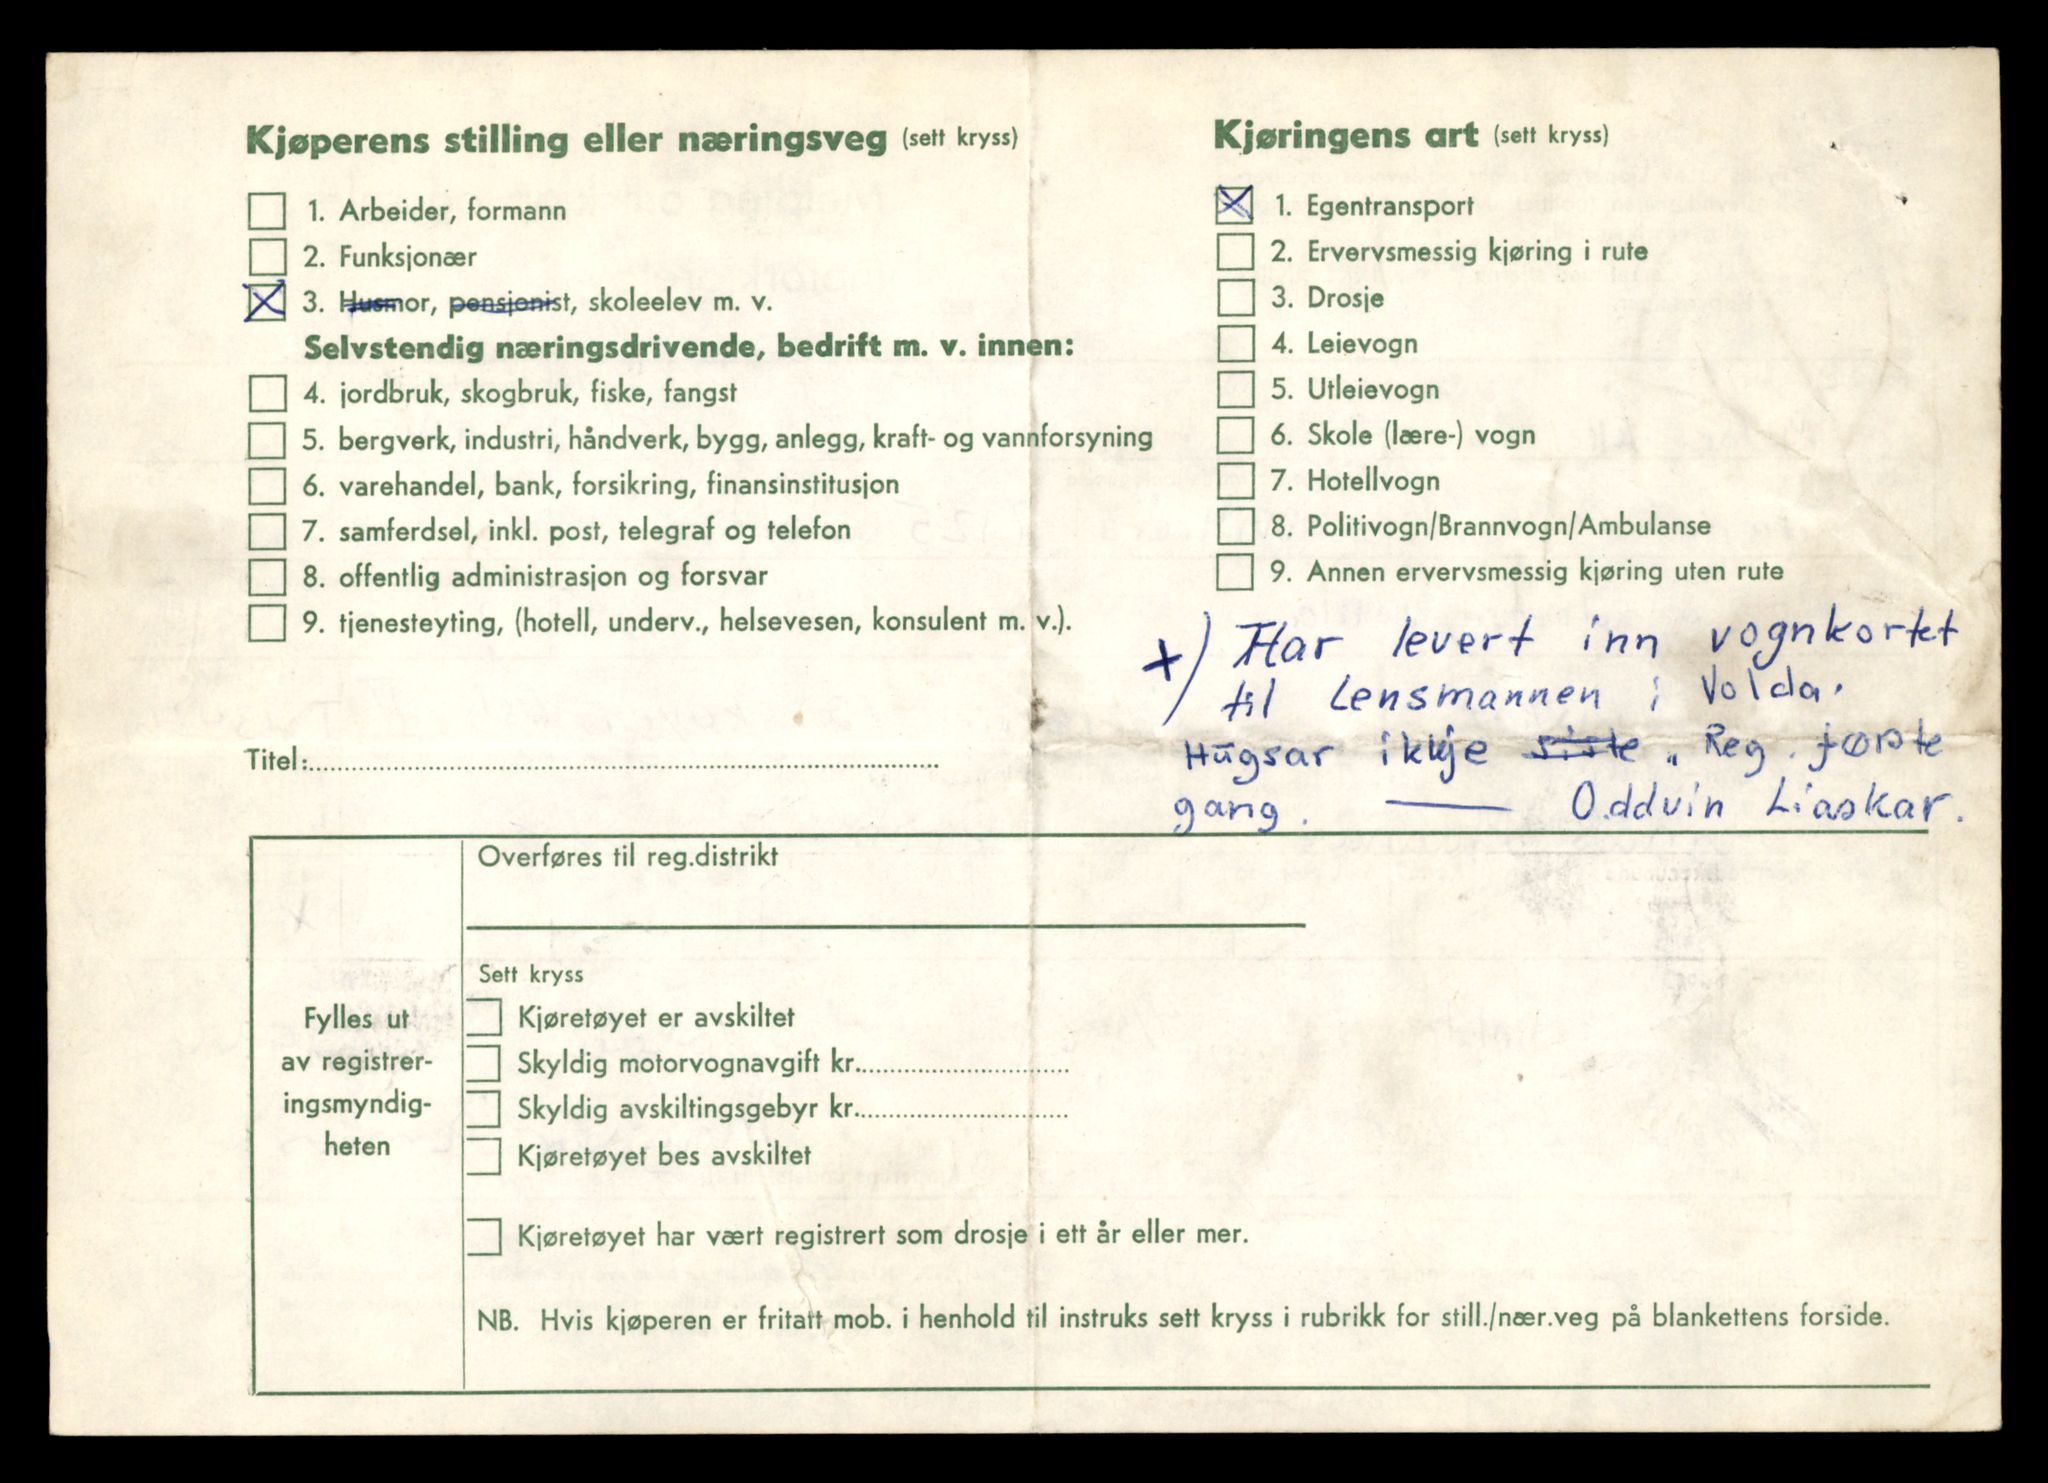 Kjøperens stilling eller næringsveg (sett kryss)
1. Arbeider, formann
2. Funksjonær
3. Husmor, pensjonist, skoleelev m. v.
Selvstendig næringsdrivende, bedrift m. v. innen:
4. jordbruk, skogbruk, fiske, fangst
5. bergverk, industri, håndverk, bygg, anlegg, kraft- og vannforsyning
6. varehandel, bank, forsikring, finansinstitusjon
7. samferdsel, inkl. post, telegraf og telefon
8. offentlig administrasjon og forsvar
9. tjenesteyting, (hotell, underv., helsevesen, konsulent m. v.).
Titel:
Kjøringens art (sett kryss)
1. Egentransport
2. Ervervsmessig kjøring i rute
3. Drosje
4. Leievogn
5. Utleievogn
6. Skole (lære-) vogn
7. Hotellvogn
8. Politivogn/Brannvogn/Ambulanse
9. Annen ervervsmessig kjøring uten rute
+) Har levert inn vognkortet
til Lensmannen i Volda.
Hugsar ikkje siste " Reg. første
gang. — Oddvin Liaskar.
Fylles ut
av registrer-
ingsmyndig-
heten
Overføres til reg.distrikt
Sett kryss
Kjøretøyet er avskiltet
Skyldig motorvognavgift kr.
Skyldig avskiltingsgebyr kr.
Kjøretøyet bes avskiltet
Kjøretøyet har vært registrert som drosje i ett år eller mer.
NB. Hvis kjøperen er fritatt mob. i henhold til instruks sett kryss i rubrikk for still./nær.veg på blankettens forside.